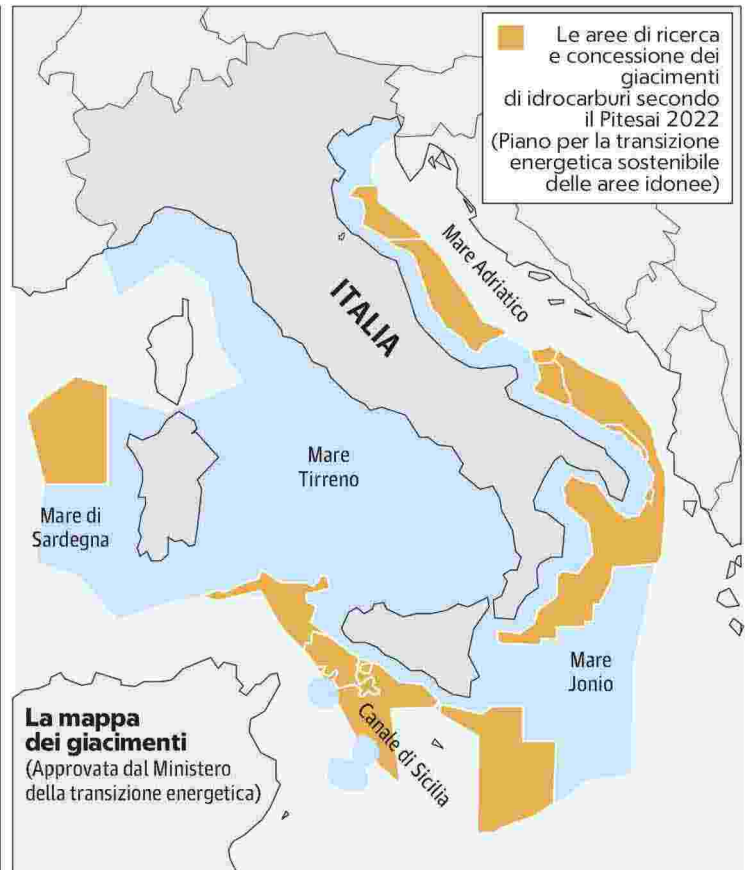 Le aree di ricerca
e concessione dei
giacimenti
di idrocarburi secondo
il Pitesai 2022
(Piano per la transizione
energetica sostenibile
delle aree idonee)
Mare Adriatico
ITALIA
Mare
Tirreno
Mare di
Sardegna
Mare
Jonio
Canale di Sicilia
La mappa
dei giacimenti
(Approvata dal Ministero
della transizione energetica)